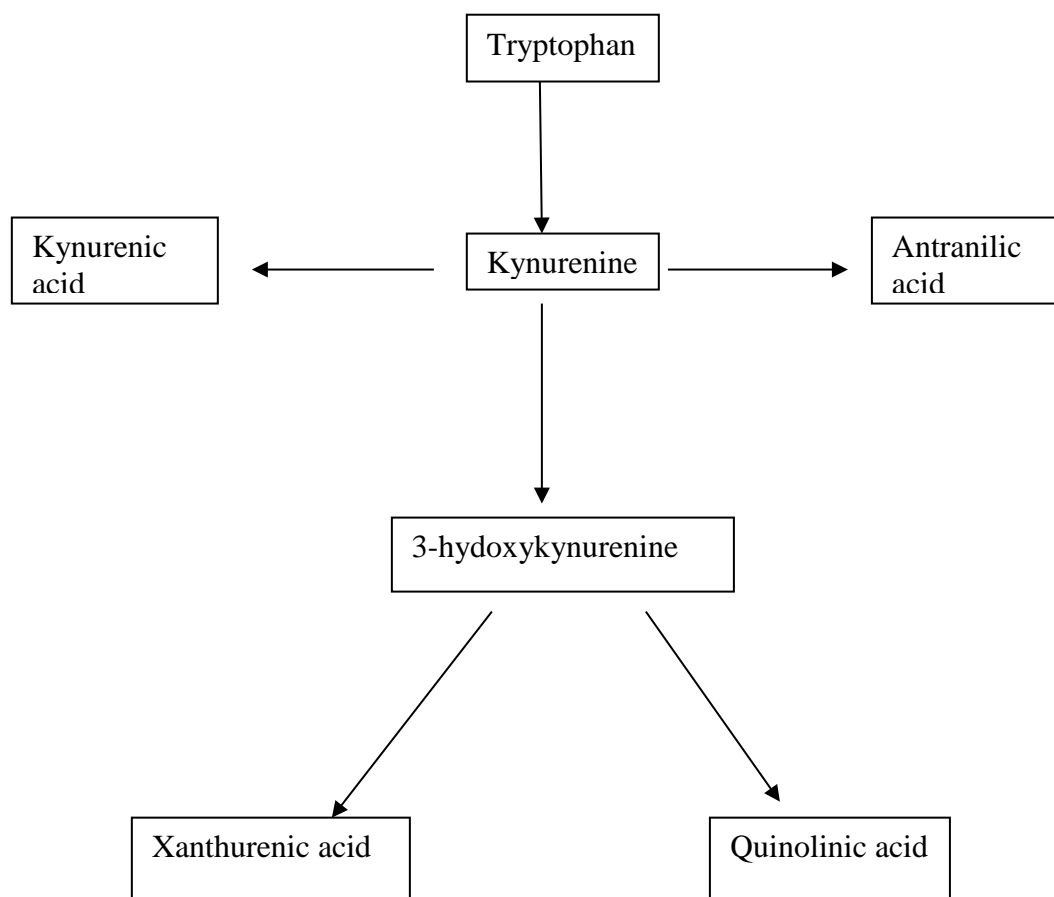 Tryptophan
Kynurenic
acid
Kynurenine
Antranilic
acid
3-hydoxykynurenine
Xanthurenic acid
Quinolinic acid